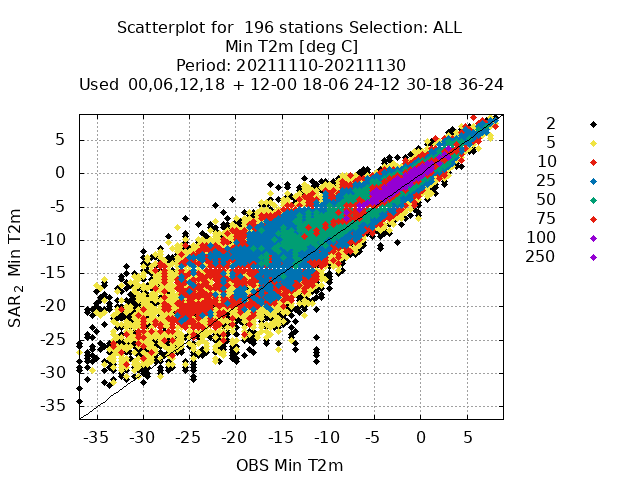 Scatterplot for  196 stations Selection: ALL
Min T2m [deg C]
Period: 20211110-20211130
Used  00,06,12,18  + 12-00 18-06 24-12 30-18 36-24
2
5
10
25
50
75
100
250
5
0
-5
-10
-15
-20
-25
-30
-35
SAR2  Min T2m
-35 -30 -25 -20 -15 -10 -5 0 5
OBS Min T2m